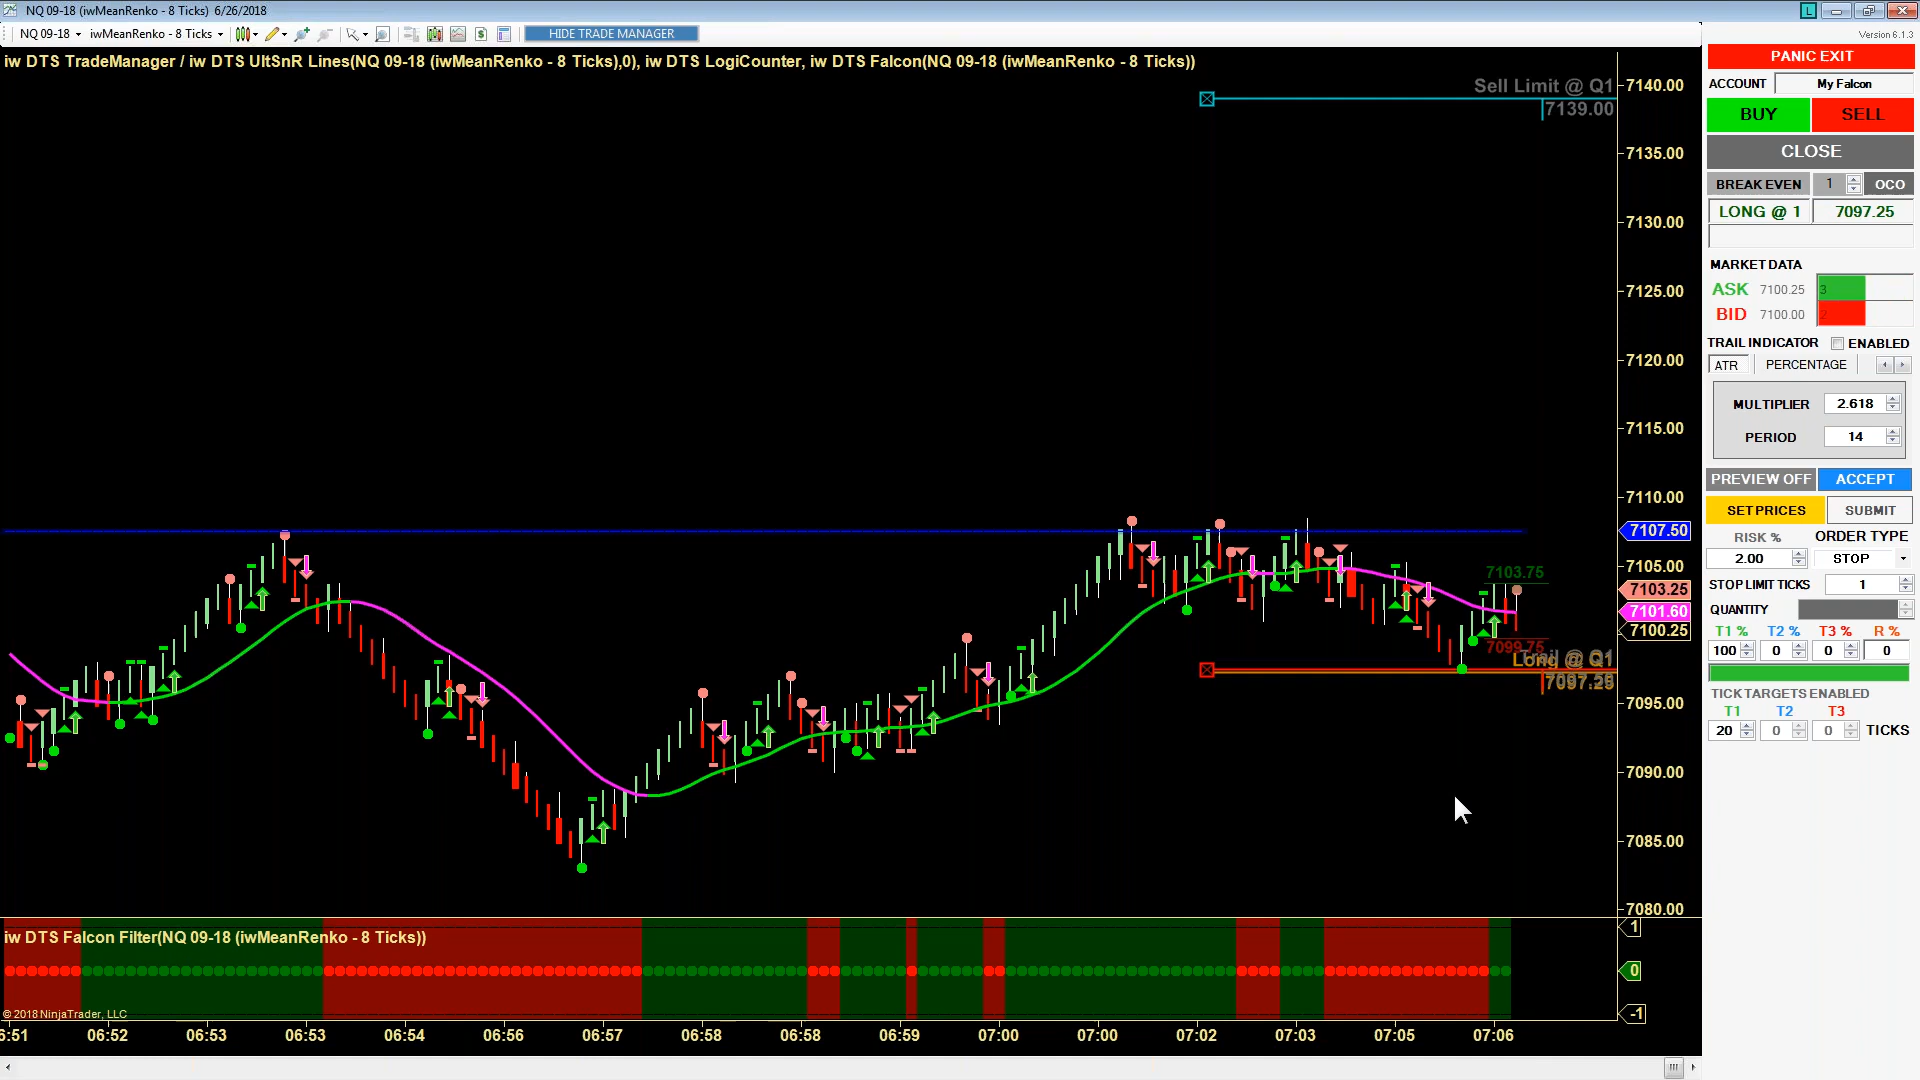 NQ 09-18 (iwMeanRenko - 8 Ticks) 6/26/2018
L
NQ 09-18 iwMeanRenko - 8 Ticks HIDE TRADE MANAGER
Version 6.1.3
iw DTS TradeManager / iw DTS UltSnR Lines(NQ 09-18 (iwMeanRenko - 8 Ticks),0), iw DTS LogiCounter, iw DTS Falcon(NQ 09-18 (iwMeanRenko - 8 Ticks))
Sell Limit @ Q1
7139.00
7103.75
7099.75
Trail @ Q1
Long @ Q1
7097.25
7140.00
7135.00
7130.00
7125.00
7120.00
7115.00
7110.00
7107.50
7105.00
7103.25
7101.60
7100.25
7095.00
7090.00
7085.00
7080.00
iw DTS Falcon Filter(NQ 09-18 (iwMeanRenko - 8 Ticks))
1
0
-1
© 2018 NinjaTrader, LLC
6:51 06:52 06:53 06:53 06:54 06:56 06:57 06:58 06:58 06:59 07:00 07:00 07:02 07:03 07:05 07:06
PANIC EXIT
ACCOUNT My Falcon
BUY SELL
CLOSE
BREAK EVEN 1 OCO
LONG @ 1 7097.25
MARKET DATA
ASK 7100.25 3
BID 7100.00 2
TRAIL INDICATOR ENABLED
ATR PERCENTAGE
MULTIPLIER 2.618
PERIOD 14
PREVIEW OFF ACCEPT
SET PRICES SUBMIT
RISK % ORDER TYPE
2.00 STOP
STOP LIMIT TICKS 1
QUANTITY
T1 % T2 % T3 % R %
100 0 0 0
TICK TARGETS ENABLED
T1 T2 T3
20 0 0 TICKS